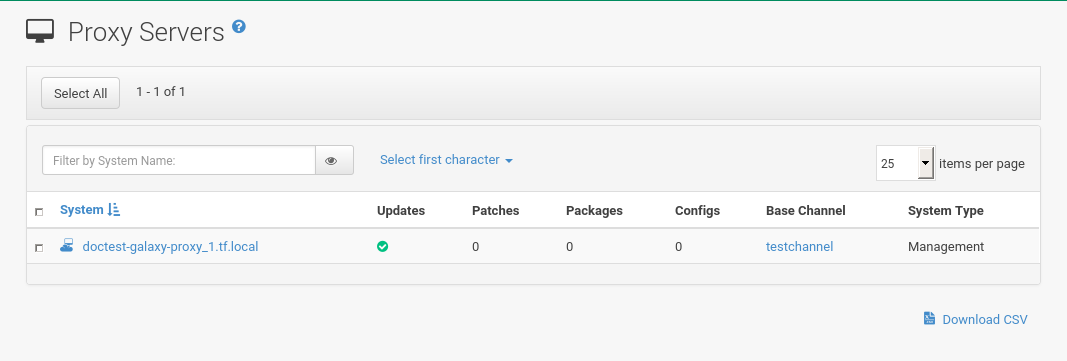 Proxy Servers ?
Select All 1 - 1 of 1
Filter by System Name: Select first character 25 items per page
System Updates Patches Packages Configs Base Channel System Type
doctest-galaxy-proxy_1.tf.local 0 0 0 testchannel Management
Download CSV